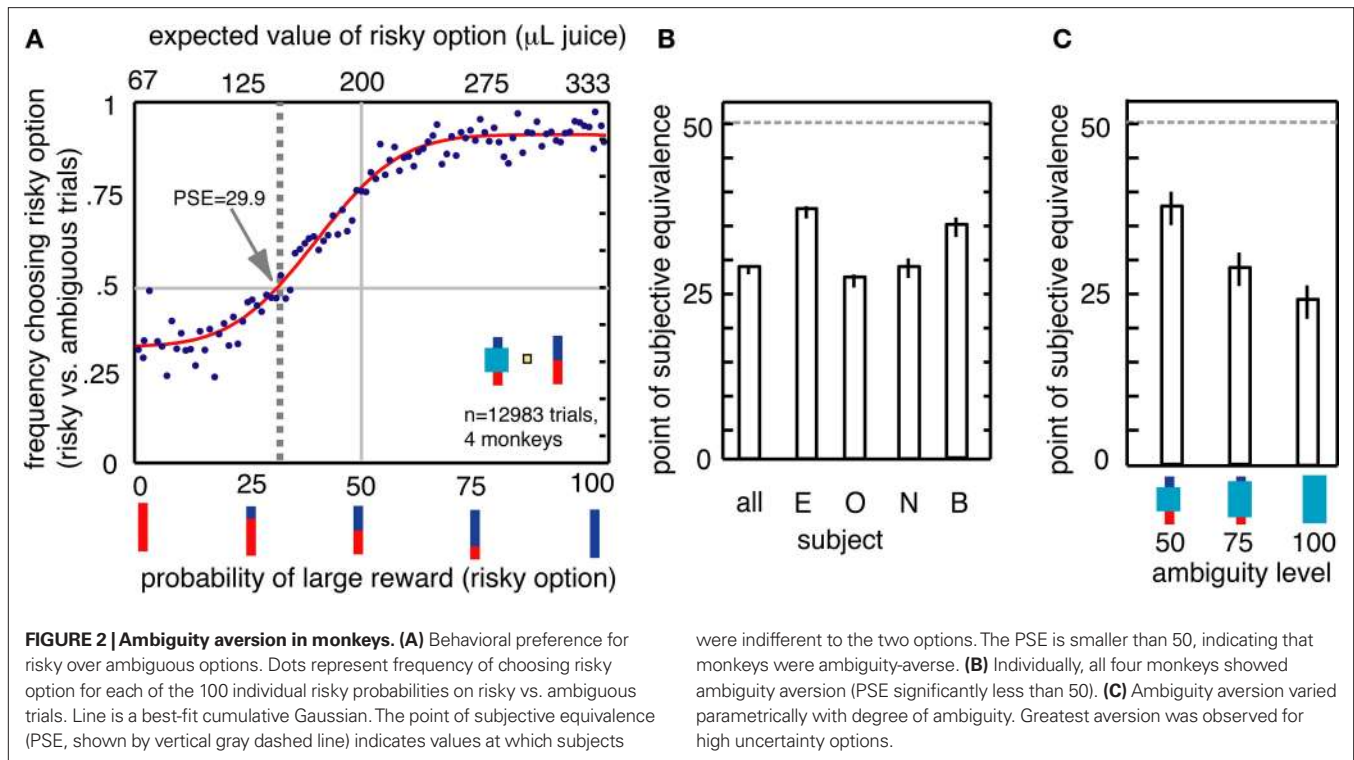 A
expected value of risky option (μL juice)
67 125 200 275 333
frequency choosing risky option
(risky vs. ambiguous trials)
1
.75
.5
.25
0
PSE=29.9
n=12983 trials,
4 monkeys
0 25 50 75 100
probability of large reward (risky option)
B
point of subjective equivalence
50
25
0
all E O N B
subject
C
point of subjective equivalence
50
25
0
50 75 100
ambiguity level
FIGURE 2 | Ambiguity aversion in monkeys. (A) Behavioral preference for
risky over ambiguous options. Dots represent frequency of choosing risky
option for each of the 100 individual risky probabilities on risky vs. ambiguous
trials. Line is a best-fit cumulative Gaussian. The point of subjective equivalence
(PSE, shown by vertical gray dashed line) indicates values at which subjects
were indifferent to the two options. The PSE is smaller than 50, indicating that
monkeys were ambiguity-averse. (B) Individually, all four monkeys showed
ambiguity aversion (PSE significantly less than 50). (C) Ambiguity aversion varied
parametrically with degree of ambiguity. Greatest aversion was observed for
high uncertainty options.